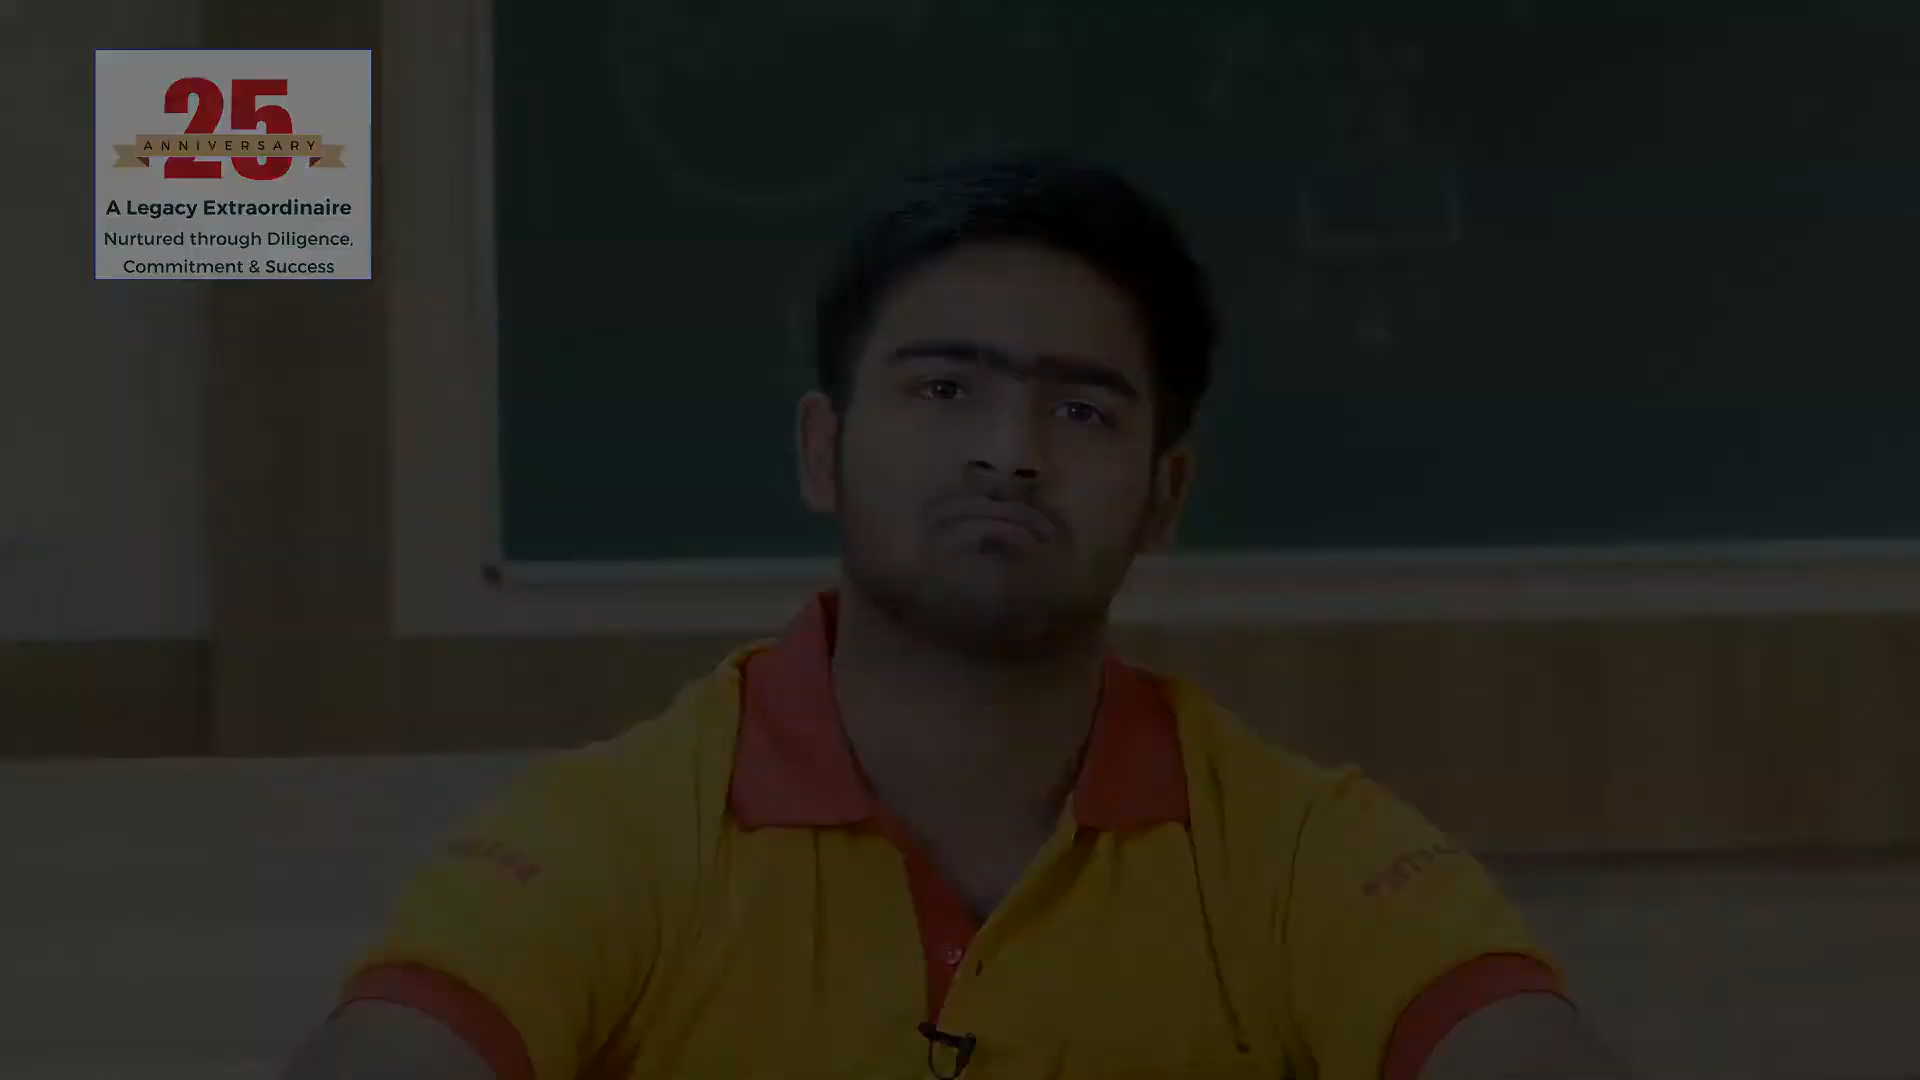 25
ANNIVERSARY
A Legacy Extraordinaire
Nurtured through Diligence,
Commitment & Success